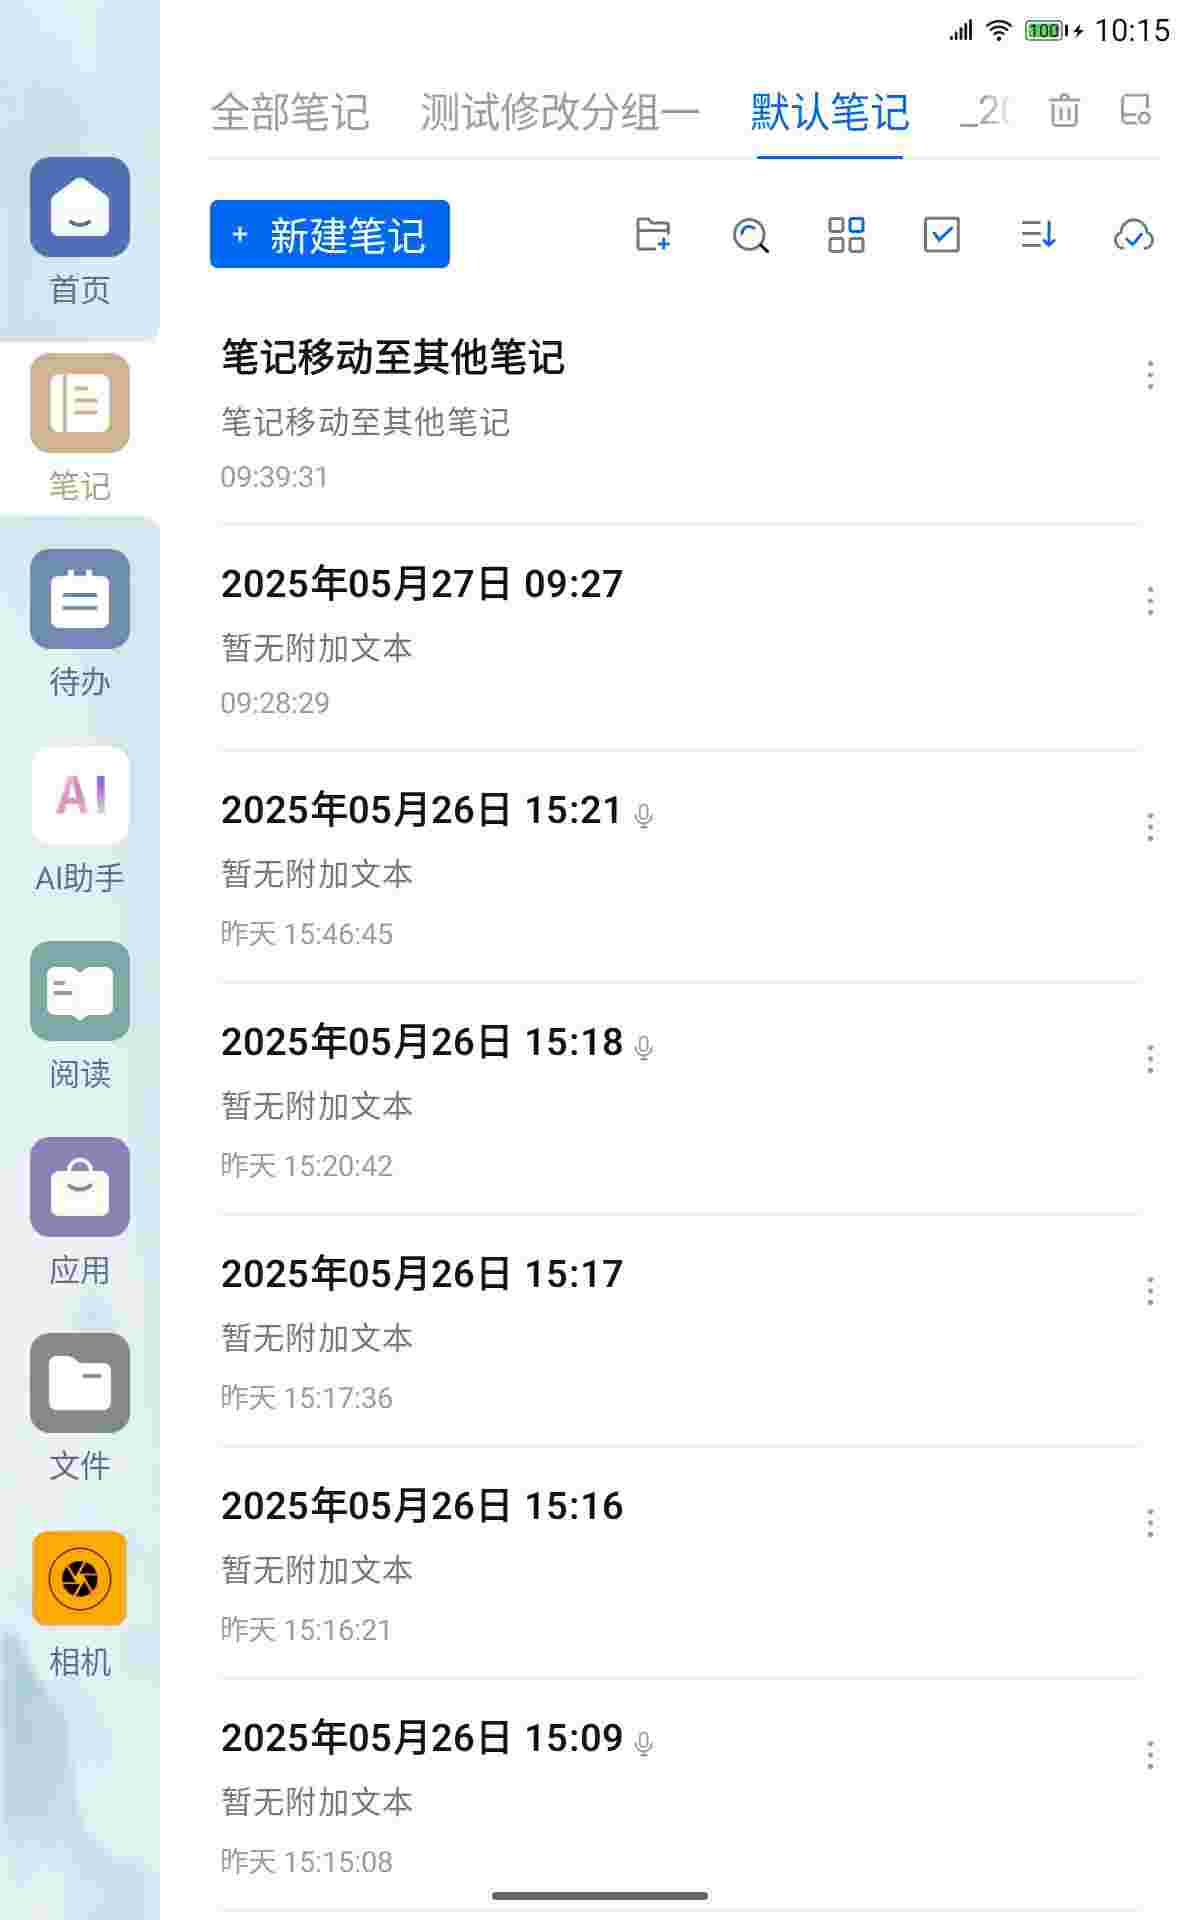 100 10:15
全部笔记 测试修改分组一 默认笔记 _20
+ 新建笔记
首页
笔记
待办
AI
AI助手
阅读
应用
文件
相机
笔记移动至其他笔记
笔记移动至其他笔记
09:39:31
2025年05月27日 09:27
暂无附加文本
09:28:29
2025年05月26日 15:21
暂无附加文本
昨天 15:46:45
2025年05月26日 15:18
暂无附加文本
昨天 15:20:42
2025年05月26日 15:17
暂无附加文本
昨天 15:17:36
2025年05月26日 15:16
暂无附加文本
昨天 15:16:21
2025年05月26日 15:09
暂无附加文本
昨天 15:15:08